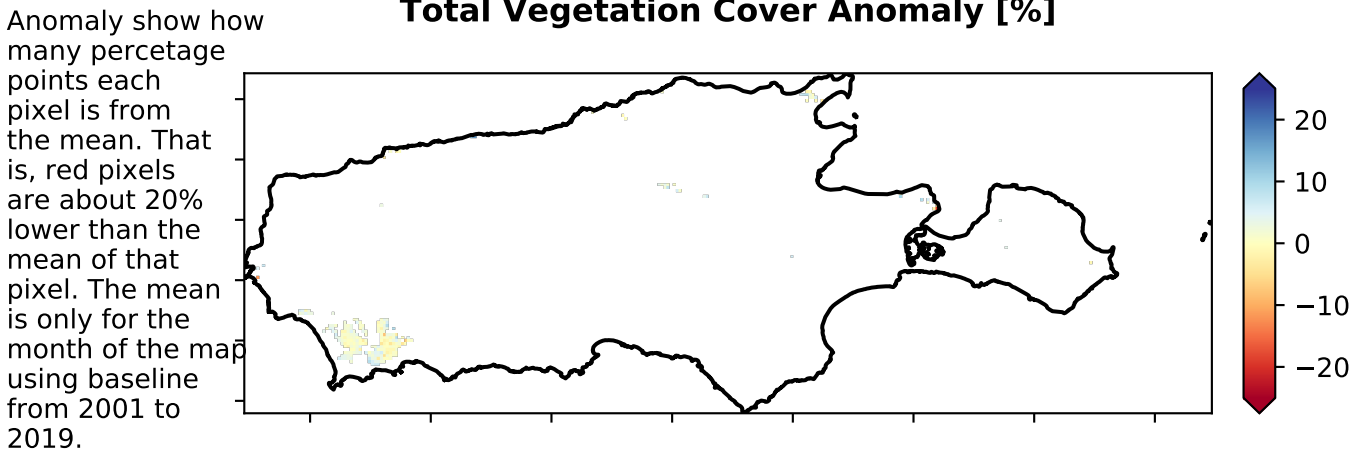 Total Vegetation Cover Anomaly [%]
Anomaly show how
many percetage
points each
pixel is from
the mean. That
is, red pixels
are about 20%
lower than the
mean of that
pixel. The mean
is only for the
month of the map
using baseline
from 2001 to
2019.
20
10
0
−10
−20